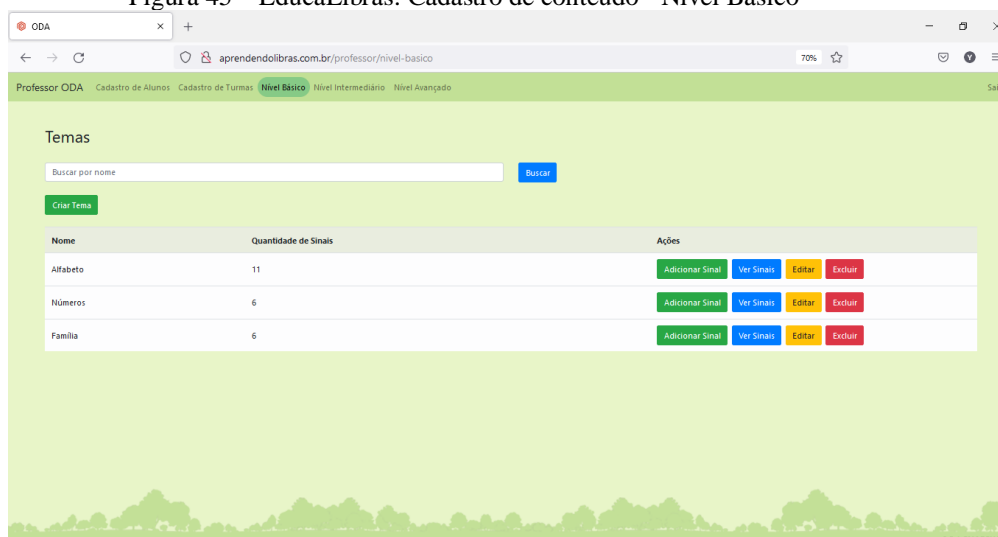 Figura 45 – EducaLibras: Cadastro de conteúdo - Nível Básico
ODA
aprendendolibras.com.br/professor/nivel-basico 70%
Y
Professor ODA Cadastro de Alunos Cadastro de Turmas Nível Básico Nível Intermediário Nível Avançado
Temas
Buscar por nome Buscar
Criar Tema
Nome Quantidade de Sinais Ações
Alfabeto 11 Adicionar Sinal Ver Sinais Editar Excluir
Números 6 Adicionar Sinal Ver Sinais Editar Excluir
Família 6 Adicionar Sinal Ver Sinais Editar Excluir